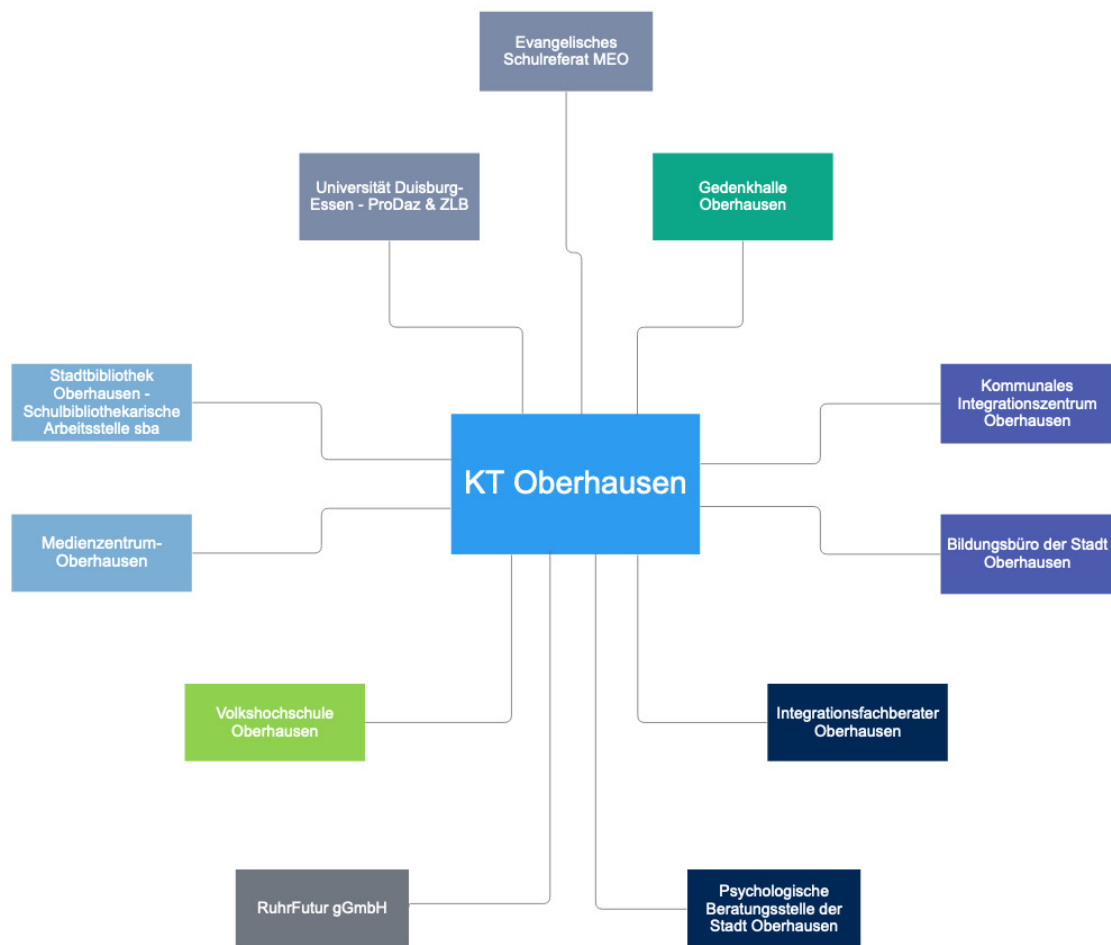 Evangelisches
Schulreferat MEO
Universität Duisburg-
Essen - ProDaz & ZLB
Gedenkhalle
Oberhausen
Stadtbibliothek
Oberhausen -
Schulbibliothekarische
Arbeitsstelle sba
Kommunales
Integrationszentrum
Oberhausen
KT Oberhausen
Medienzentrum-
Oberhausen
Bildungsbüro der Stadt
Oberhausen
Volkshochschule
Oberhausen
Integrationsfachberater
Oberhausen
RuhrFutur gGmbH
Psychologische
Beratungsstelle der
Stadt Oberhausen